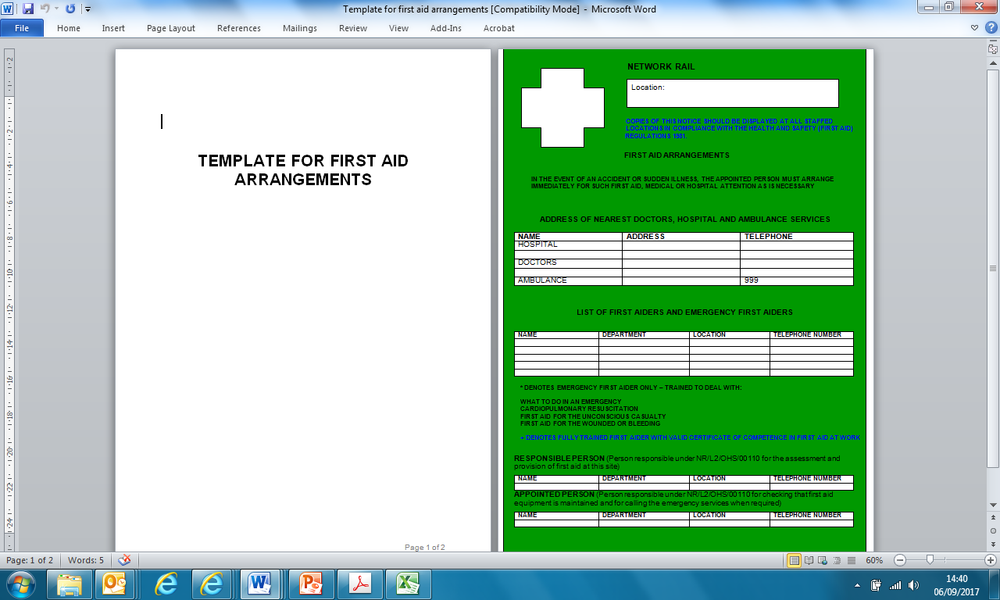 Template for first aid arrangements [Compatibility Mode] - Microsoft Word
File Home Insert Page Layout References Mailings Review View Add-Ins Acrobat
TEMPLATE FOR FIRST AID
ARRANGEMENTS
Page 1 of 2
NETWORK RAIL
Location:
COPIES OF THIS NOTICE SHOULD BE DISPLAYED AT ALL STAFFED
LOCATIONS IN COMPLIANCE WITH THE HEALTH AND SAFETY (FIRST AID)
REGULATIONS 1981.
FIRST AID ARRANGEMENTS
IN THE EVENT OF AN ACCIDENT OR SUDDEN ILLNESS, THE APPOINTED PERSON MUST ARRANGE
IMMEDIATELY FOR SUCH FIRST AID, MEDICAL OR HOSPITAL ATTENTION AS IS NECESSARY
ADDRESS OF NEAREST DOCTORS, HOSPITAL AND AMBULANCE SERVICES
NAME ADDRESS TELEPHONE
HOSPITAL
DOCTORS
AMBULANCE 999
LIST OF FIRST AIDERS AND EMERGENCY FIRST AIDERS
NAME DEPARTMENT LOCATION TELEPHONE NUMBER
* DENOTES EMERGENCY FIRST AIDER ONLY – TRAINED TO DEAL WITH:
WHAT TO DO IN AN EMERGENCY
CARDIOPULMONARY RESUSCITATION
FIRST AID FOR THE UNCONSCIOUS CASUALTY
FIRST AID FOR THE WOUNDED OR BLEEDING
+ DENOTES FULLY TRAINED FIRST AIDER WITH VALID CERTIFICATE OF COMPETENCE IN FIRST AID AT WORK
RESPONSIBLE PERSON (Person responsible under NR/L2/OHS/00110 for the assessment and
provision of first aid at this site)
NAME DEPARTMENT LOCATION TELEPHONE NUMBER
APPOINTED PERSON (Person responsible under NR/L2/OHS/00110 for checking that first aid
equipment is maintained and for calling the emergency services when required)
NAME DEPARTMENT LOCATION TELEPHONE NUMBER
Page: 1 of 2 Words: 5 60%
14:40
06/09/2017